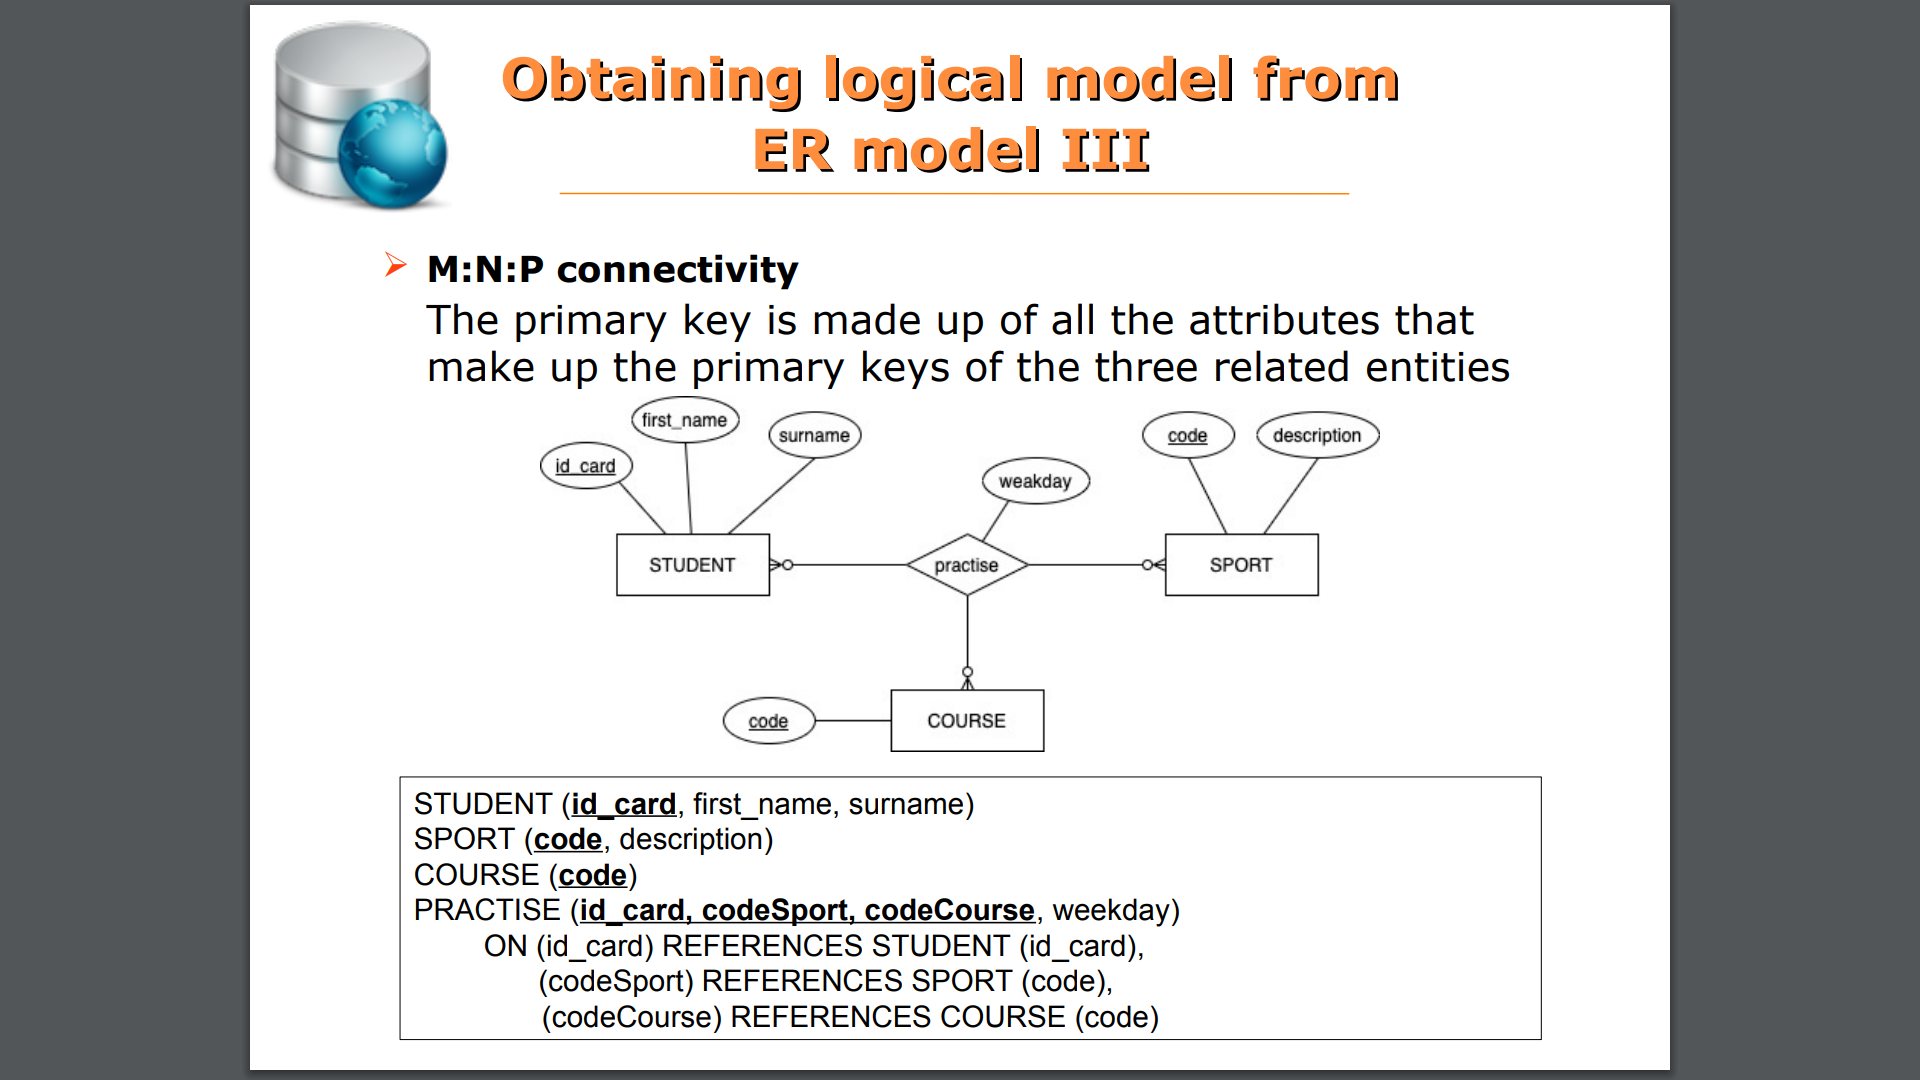 Obtaining logical model from
ER model III
M:N:P connectivity
The primary key is made up of all the attributes that
make up the primary keys of the three related entities
first_name
surname
code
description
id_card
weakday
STUDENT
practise
SPORT
code
COURSE
STUDENT (id_card, first_name, surname)
SPORT (code, description)
COURSE (code)
PRACTISE (id_card, codeSport, codeCourse, weekday)
ON (id_card) REFERENCES STUDENT (id_card),
(codeSport) REFERENCES SPORT (code),
(codeCourse) REFERENCES COURSE (code)